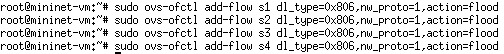 root@mininet-vm:~# sudo ovs-ofctl add-flow s1 dl_type=0x806,nw_proto=1,action=flood
root@mininet-vm:~# sudo ovs-ofctl add-flow s2 dl_type=0x806,nw_proto=1,action=flood
root@mininet-vm:~# sudo ovs-ofctl add-flow s3 dl_type=0x806,nw_proto=1,action=flood
root@mininet-vm:~# sudo ovs-ofctl add-flow s4 dl_type=0x806,nw_proto=1,action=flood